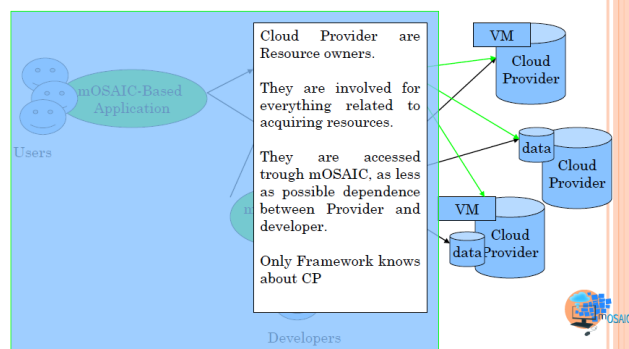 Cloud Provider are
Resource owners.
They are involved for
everything related to
acquiring resources.
They are accessed
trough mOSAIC, as less
as possible dependence
between Provider and
developer.
Only Framework knows
about CP
mOSAIC-Based
Application
Users
Developers
VM
Cloud
Provider
data
Cloud
Provider
VM
Cloud
data Provider
mOSAIC